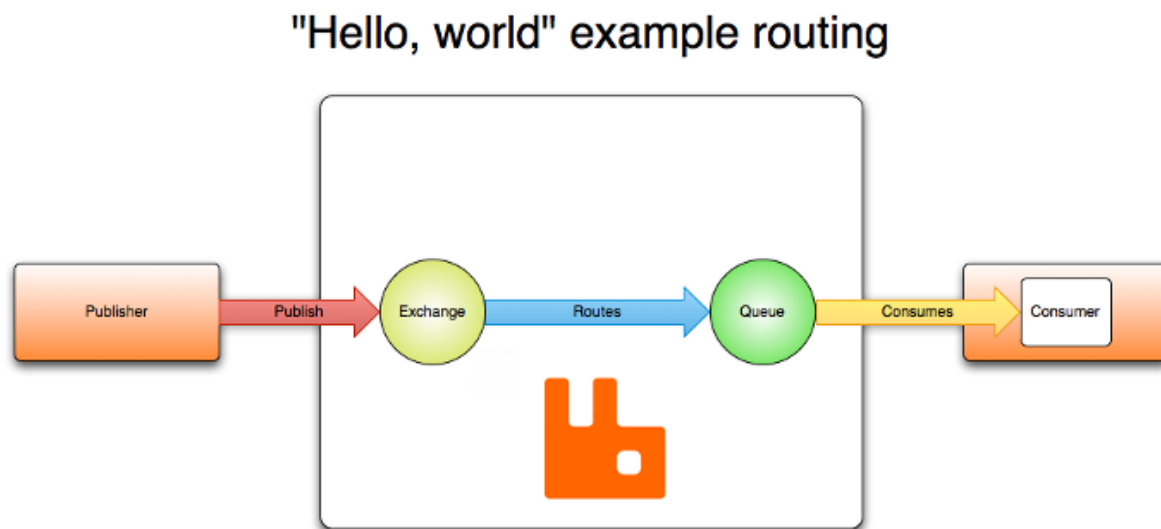 "Hello, world" example routing
Publisher
Publish
Exchange
Routes
Queue
Consumes
Consumer